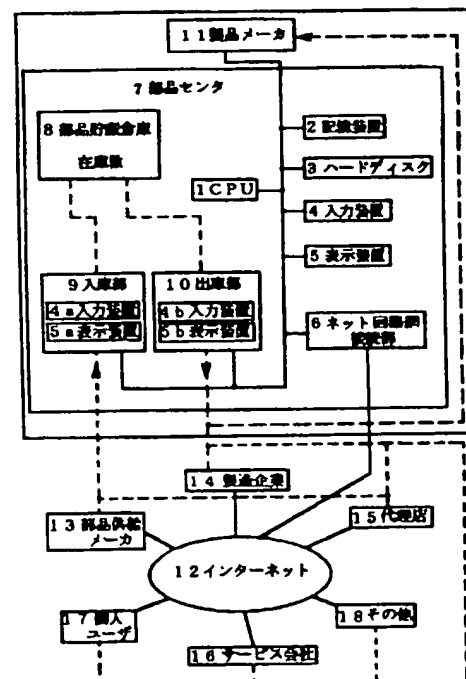 11製品メーカ
7部品センタ
8部品貯蔵倉庫
在庫数
2記憶装置
3ハードディスク
1CPU
4入力装置
5表示装置
9入庫部
4a入力装置
5a表示装置
10出庫部
4b入力装置
5b表示装置
6ネット回路網
接続部
14製造企業
13部品供給
メーカ
15代理店
12インターネット
17個人
ユーザ
18その他
16サービス会社